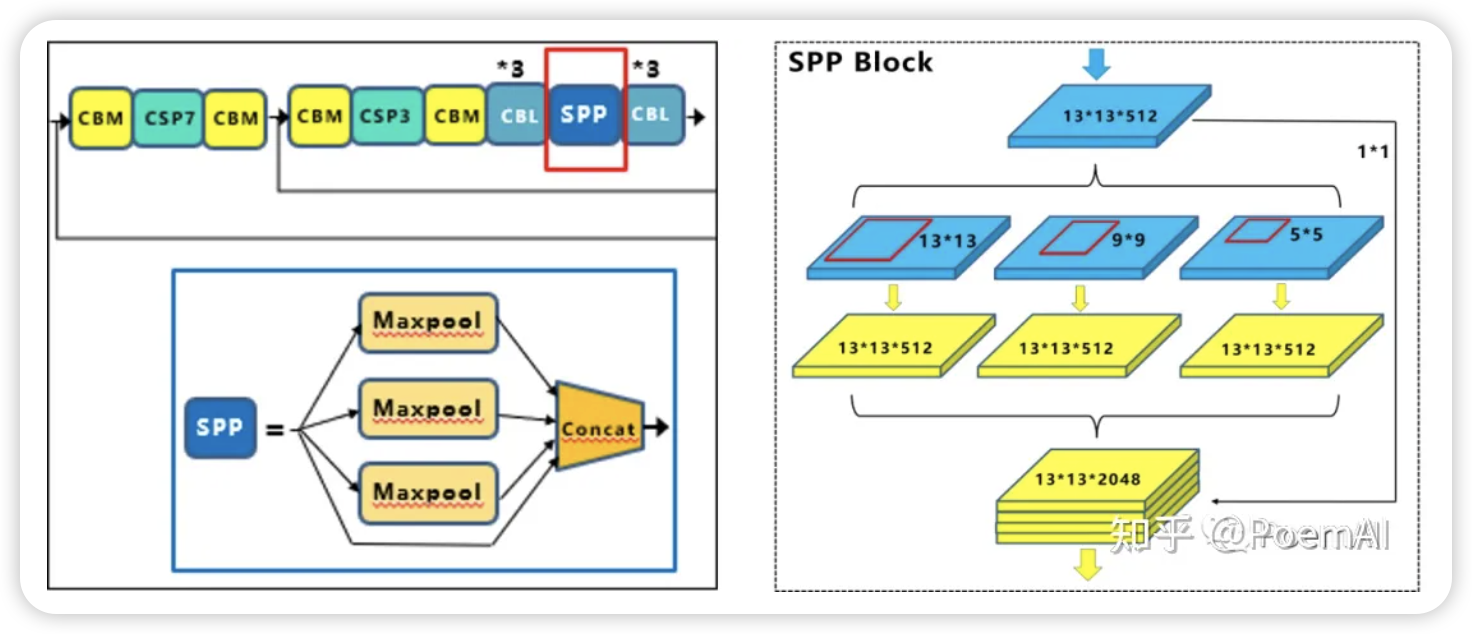 *3
*3
CBM
CSP7
CBM
CBM
CSP3
CBM
CBL
SPP
CBL
SPP
=
Maxpool
Maxpool
Maxpool
Concat
SPP Block
13*13*512
1*1
13*13
9*9
5*5
13*13*512
13*13*512
13*13*512
13*13*2048
知乎 @PoemAI